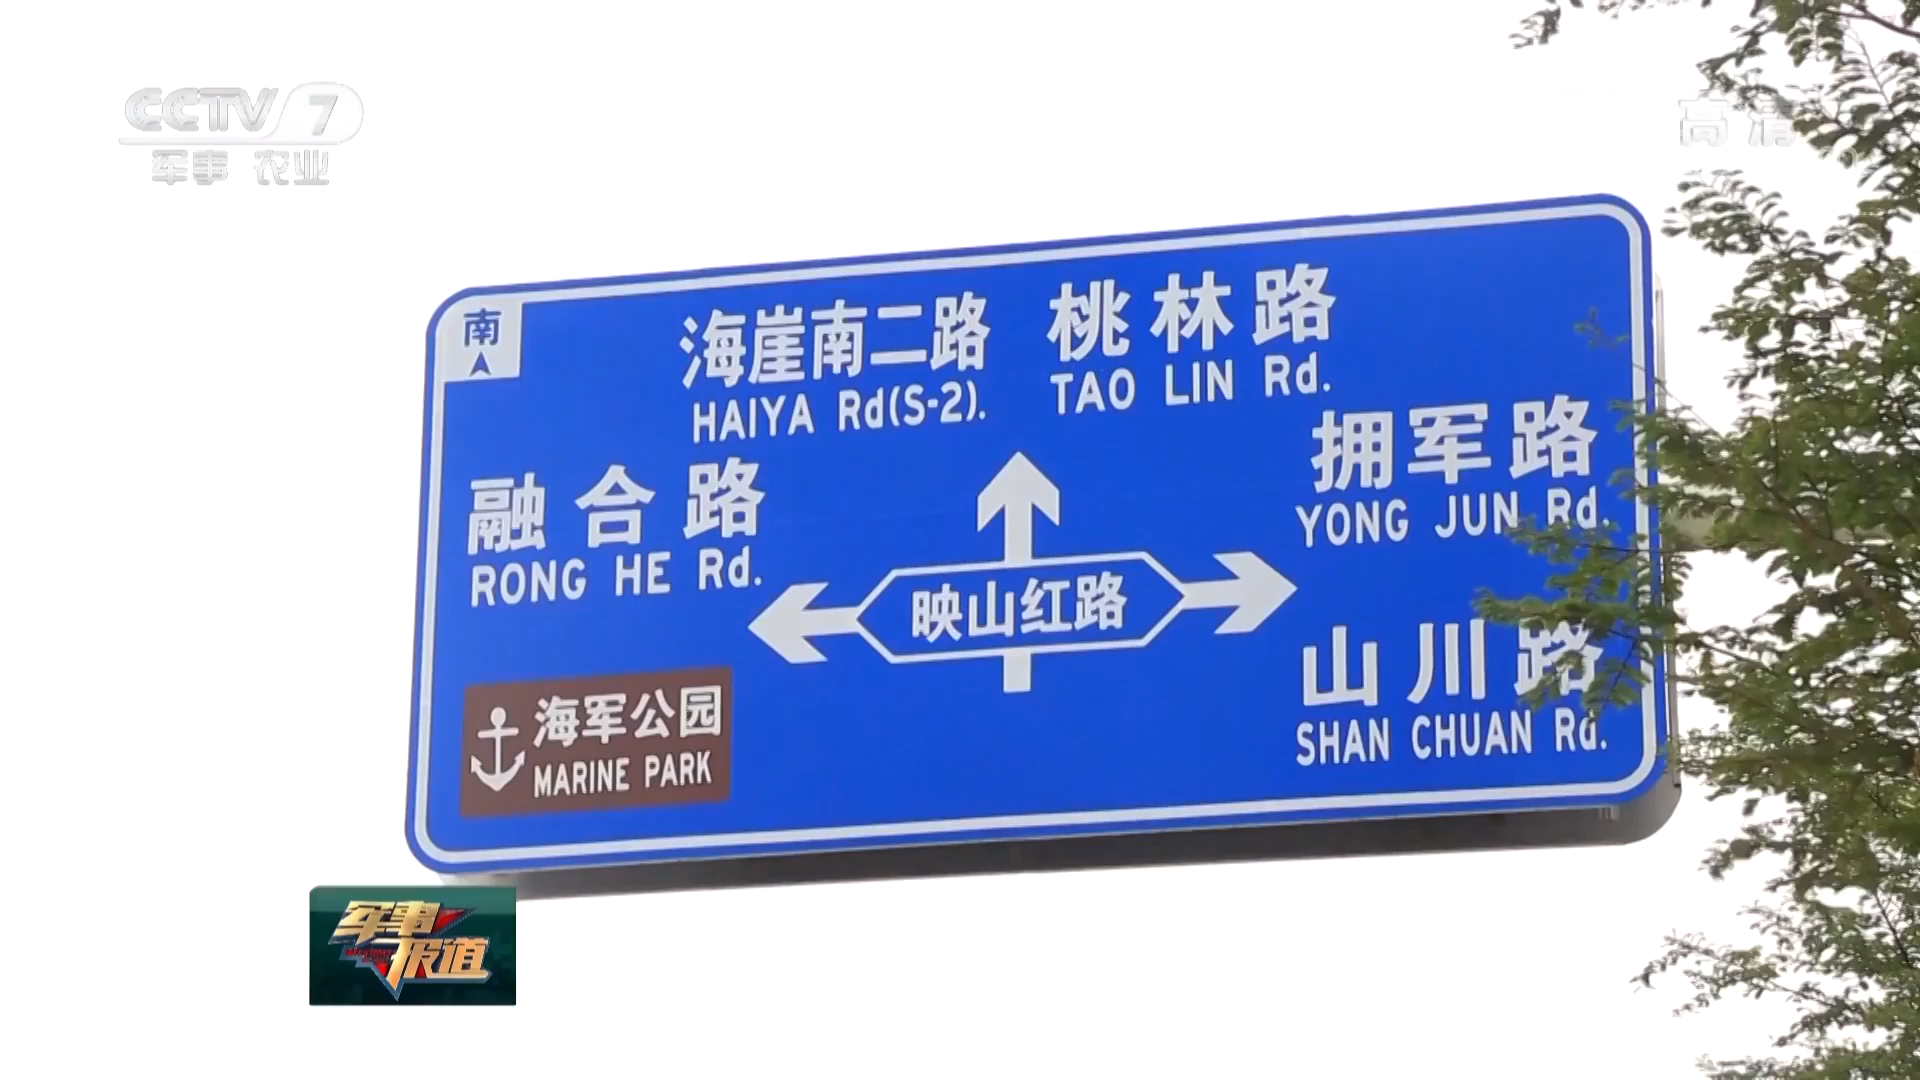 CCTV 7
军事 农业
高清
南
海崖南二路 桃林路
HAIYA Rd(S-2). TAO LIN Rd.
融合路
RONG HE Rd.
拥军路
YONG JUN Rd.
映山红路
山川路
SHAN CHUAN Rd.
海军公园
MARINE PARK
军事
报道